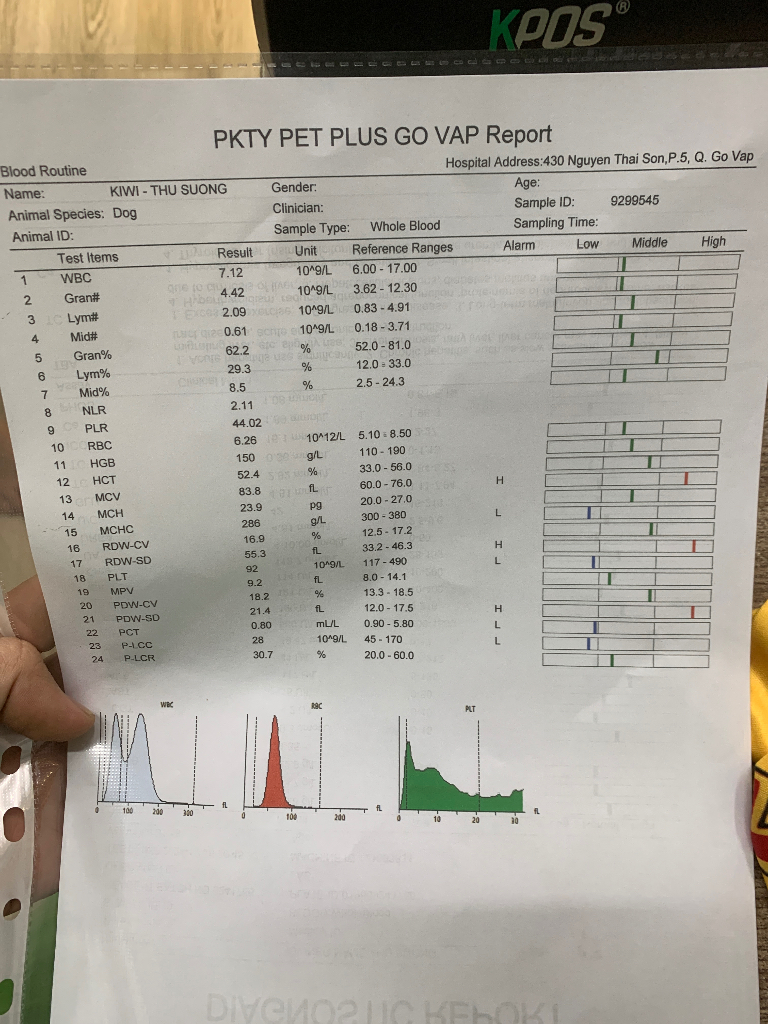 KPOS®
PKTY PET PLUS GO VAP Report
Blood Routine Hospital Address:430 Nguyen Thai Son,P.5, Q. Go Vap
Name: KIWI - THU SUONG Gender: Age:
Animal Species: Dog Clinician: Sample ID: 9299545
Animal ID: Sample Type: Whole Blood Sampling Time:
Test Items Result Unit Reference Ranges Alarm Low Middle High
1 WBC 7.12 10^9/L 6.00 - 17.00
2 Gran# 4.42 10^9/L 3.62 - 12.30
3 Lym# 2.09 10^9/L 0.83 - 4.91
4 Mid# 0.61 10^9/L 0.18 - 3.71
5 Gran% 62.2 % 52.0 - 81.0
6 Lym% 29.3 % 12.0 - 33.0
7 Mid% 8.5 % 2.5 - 24.3
8 NLR 2.11
9 PLR 44.02
10 RBC 6.26 10^12/L 5.10 - 8.50
11 HGB 150 g/L 110 - 190
12 HCT 52.4 % 33.0 - 56.0
13 MCV 83.8 fL 60.0 - 76.0 H
14 MCH 23.9 pg 20.0 - 27.0
15 MCHC 286 g/L 300 - 380 L
16 RDW-CV 16.9 % 12.5 - 17.2
17 RDW-SD 55.3 fL 33.2 - 46.3 H
18 PLT 92 10^9/L 117 - 490 L
19 MPV 9.2 fL 8.0 - 14.1
20 PDW-CV 18.2 % 13.3 - 18.5
21 PDW-SD 21.4 fL 12.0 - 17.5 H
22 PCT 0.80 mL/L 0.90 - 5.80 L
23 P-LCC 28 10^9/L 45 - 170 L
24 P-LCR 30.7 % 20.0 - 60.0
WBC RBC PLT
0 100 200 300 fL 0 100 200 fL 0 10 20 30 fL
DIAGNOSTIC REPORT